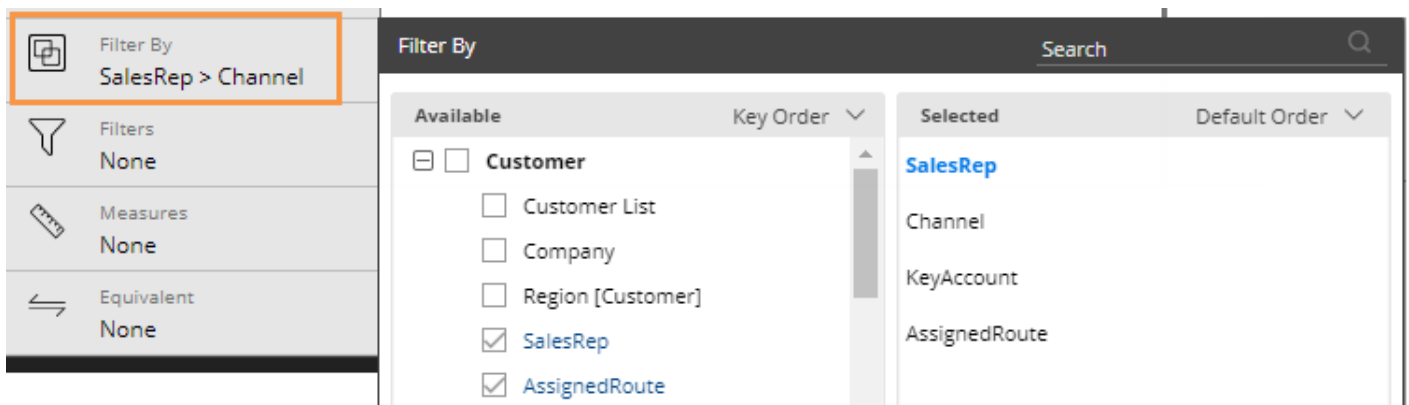 Filter By
SalesRep > Channel
Filters
None
Measures
None
Equivalent
None
Filter By
Search
Available
Key Order
Customer
Customer List
Company
Region [Customer]
SalesRep
AssignedRoute
Selected
Default Order
SalesRep
Channel
KeyAccount
AssignedRoute